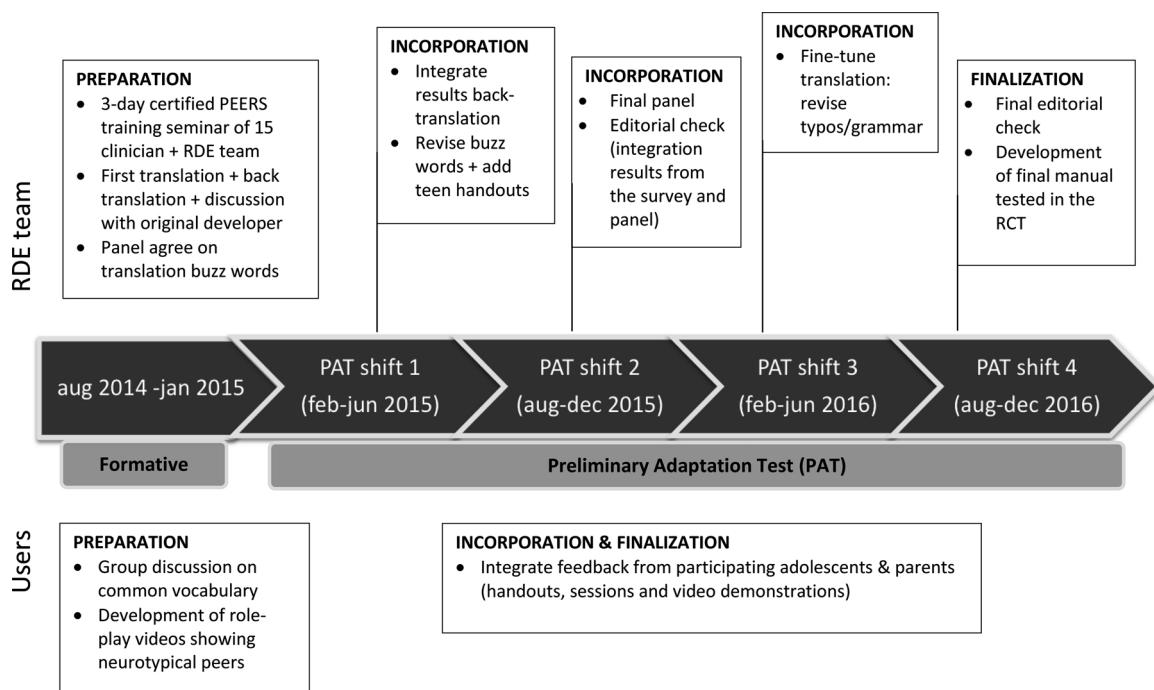 RDE team
PREPARATION
● 3-day certified PEERS
training seminar of 15
clinician + RDE team
● First translation + back
translation + discussion
with original developer
● Panel agree on
translation buzz words
INCORPORATION
● Integrate
results back-
translation
● Revise buzz
words + add
teen handouts
INCORPORATION
● Final panel
● Editorial check
(integration
results from
the survey and
panel)
INCORPORATION
● Fine-tune
translation:
revise
typos/grammar
FINALIZATION
● Final editorial
check
● Development
of final manual
tested in the
RCT
aug 2014 -jan 2015
PAT shift 1
(feb-jun 2015)
PAT shift 2
(aug-dec 2015)
PAT shift 3
(feb-jun 2016)
PAT shift 4
(aug-dec 2016)
Formative
Preliminary Adaptation Test (PAT)
Users
PREPARATION
● Group discussion on
common vocabulary
● Development of role-
play videos showing
neurotypical peers
INCORPORATION & FINALIZATION
● Integrate feedback from participating adolescents & parents
(handouts, sessions and video demonstrations)